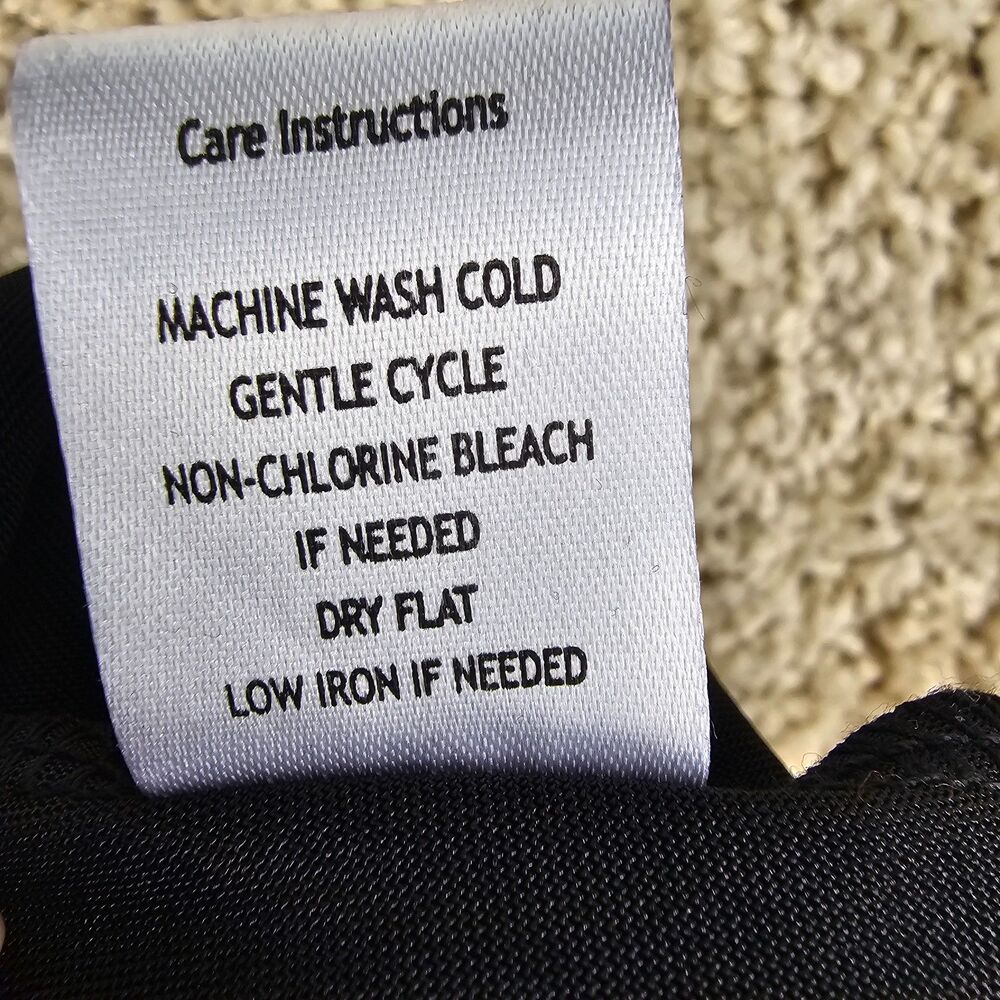 Care Instructions
MACHINE WASH COLD
GENTLE CYCLE
NON-CHLORINE BLEACH
IF NEEDED
DRY FLAT
LOW IRON IF NEEDED